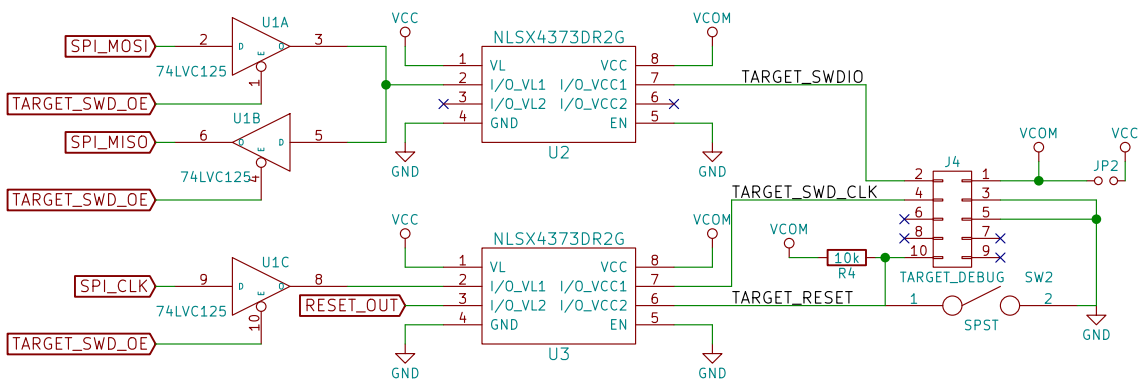 U1A
SPI_MOSI 2 D O 3
E
74LVC125 1
TARGET_SWD_OE
U1B
SPI_MISO 6 O D 5
E
74LVC125 4
TARGET_SWD_OE
VCC NLSX4373DR2G VCOM
1 VL VCC 8
2 I/O_VL1 I/O_VCC1 7 TARGET_SWDIO
3 I/O_VL2 I/O_VCC2 6
4 GND EN 5
GND U2 GND
VCC NLSX4373DR2G VCOM
U1C
SPI_CLK 9 D O 8
E
74LVC125 10
TARGET_SWD_OE
RESET_OUT
1 VL VCC 8
2 I/O_VL1 I/O_VCC1 7 TARGET_SWD_CLK
3 I/O_VL2 I/O_VCC2 6 TARGET_RESET
4 GND EN 5
GND U3 GND
VCOM
10k
R4
VCOM VCC
J4 JP2
2 1
4 3
6 5
8 7
10 9
TARGET_DEBUG SW2
1 2
SPST
GND